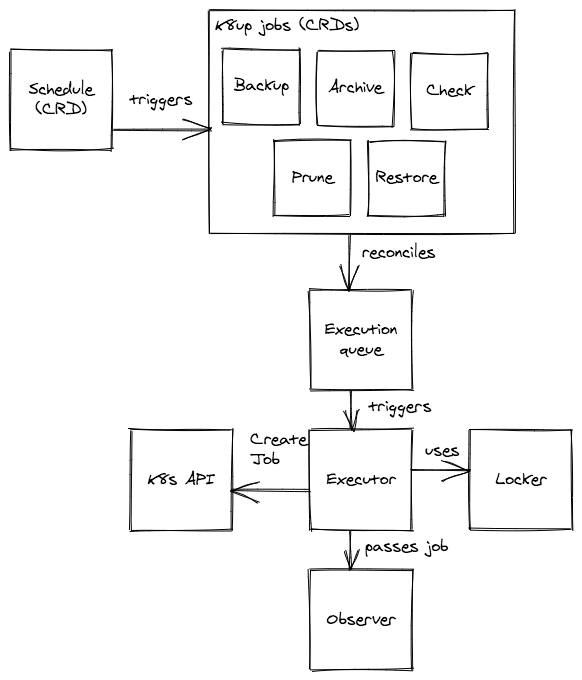 K8up jobs (CRDs)
Schedule
(CRD)
triggers
Backup
Archive
Check
Prune
Restore
reconciles
Execution
queue
triggers
Create
Job
K8s API
Executor
uses
Locker
passes job
Observer